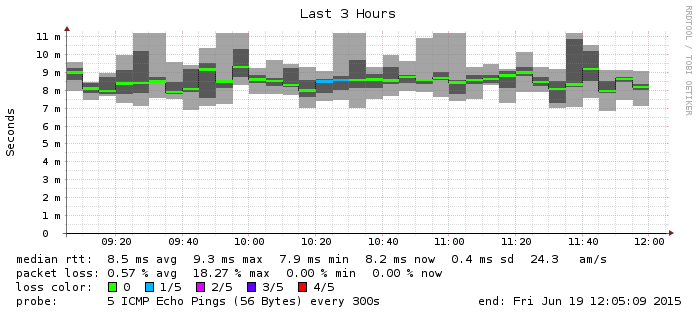 Last 3 Hours
RRDTOOL / TOBI OETIKER
Seconds
11 m
10 m
9 m
8 m
7 m
6 m
5 m
4 m
3 m
2 m
1 m
0
09:20 09:40 10:00 10:20 10:40 11:00 11:20 11:40 12:00
median rtt: 8.5 ms avg 9.3 ms max 7.9 ms min 8.2 ms now 0.4 ms sd 24.3 am/s
packet loss: 0.57 % avg 18.27 % max 0.00 % min 0.00 % now
loss color: 0 1/5 2/5 3/5 4/5
probe: 5 ICMP Echo Pings (56 Bytes) every 300s end: Fri Jun 19 12:05:09 2015